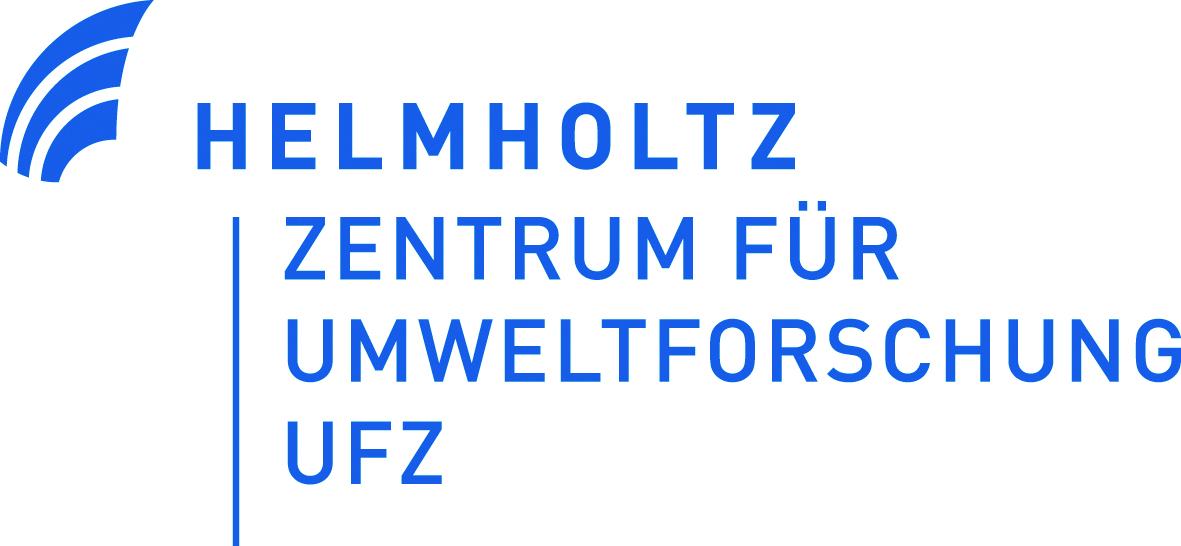 HELMHOLTZ
ZENTRUM FÜR
UMWELTFORSCHUNG
UFZ